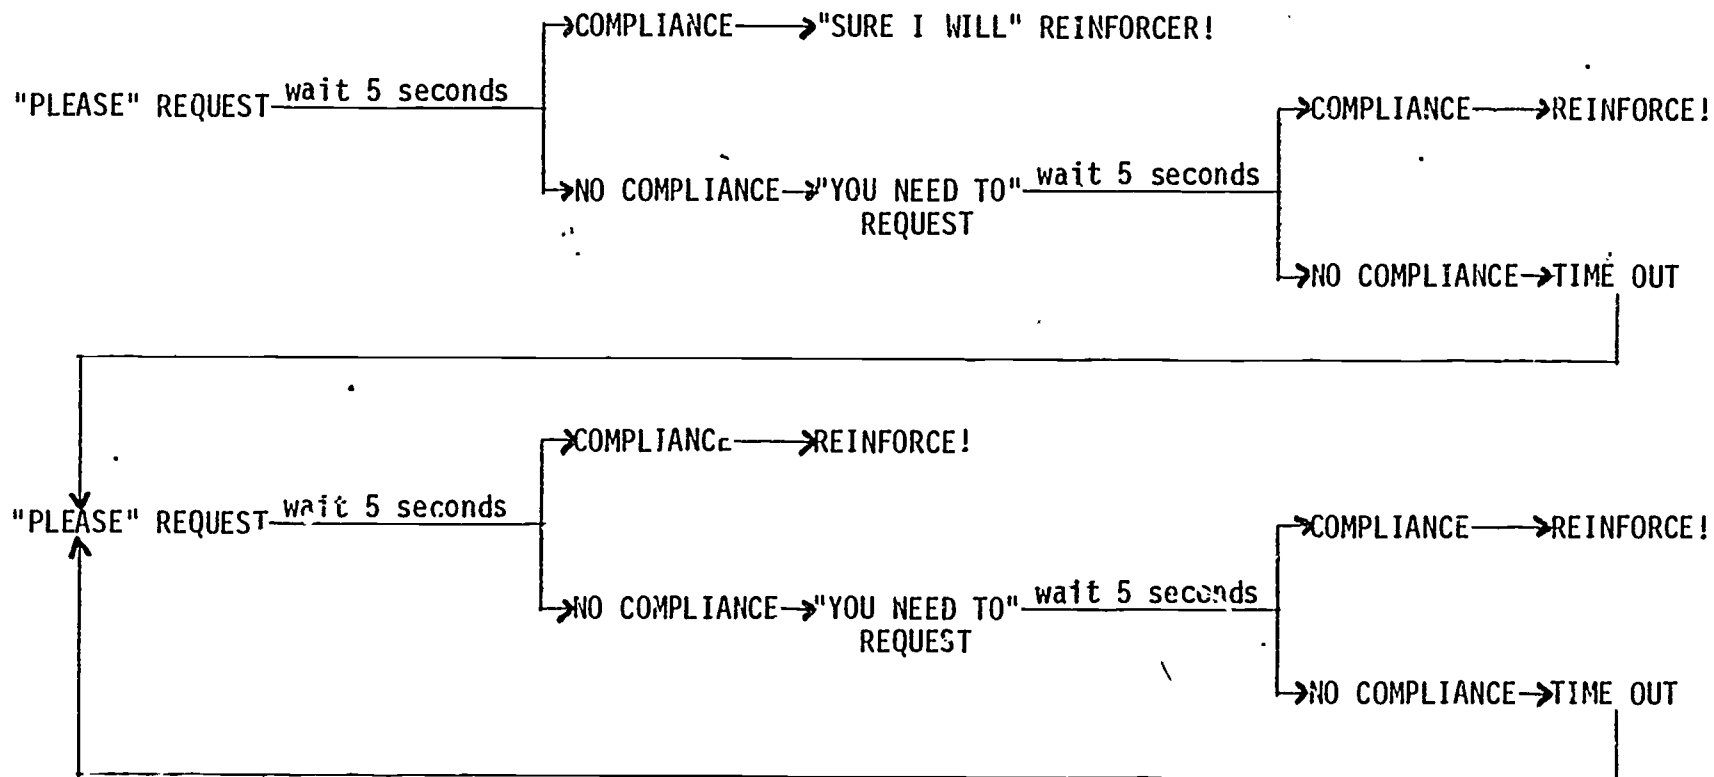 COMPLIANCE "SURE I WILL" REINFORCER!
"PLEASE" REQUEST wait 5 seconds COMPLIANCE REINFORCE!
NO COMPLIANCE "YOU NEED TO" wait 5 seconds
REQUEST
NO COMPLIANCE TIME OUT
COMPLIANCE REINFORCE!
"PLEASE" REQUEST wait 5 seconds COMPLIANCE REINFORCE!
NO COMPLIANCE "YOU NEED TO" wait 5 seconds
REQUEST
NO COMPLIANCE TIME OUT